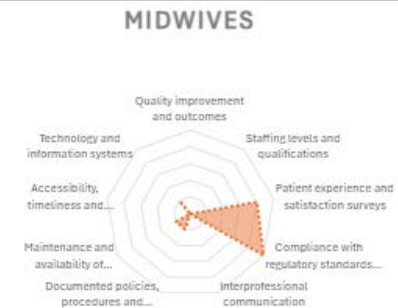 MIDWIVES
Quality improvement
and outcomes
Technology and
information systems
Staffing levels and
qualifications
Accessibility,
timeliness and...
Patient experience and
satisfaction surveys
Maintenance and
availability of...
Compliance with
regulatory standards...
Documented policies,
procedures and...
Interprofessional
communication